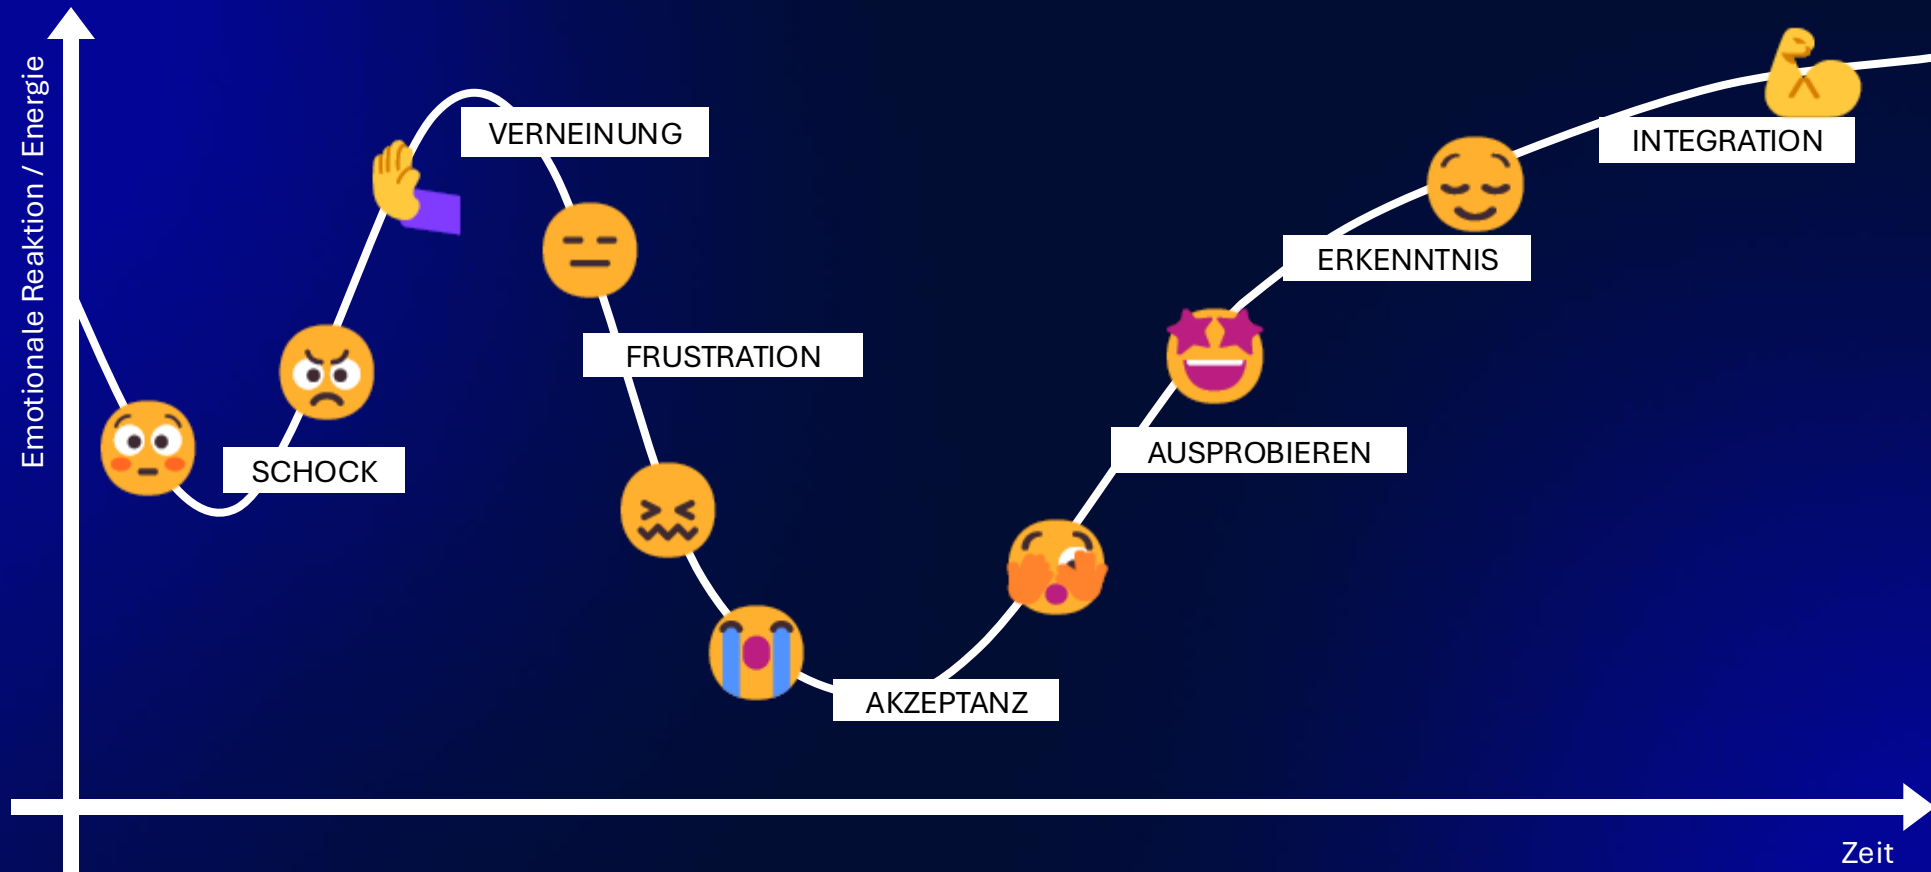 Emotionale Reaktion / Energie
SCHOCK
VERNEINUNG
FRUSTRATION
AKZEPTANZ
AUSPROBIEREN
ERKENNTNIS
INTEGRATION
Zeit